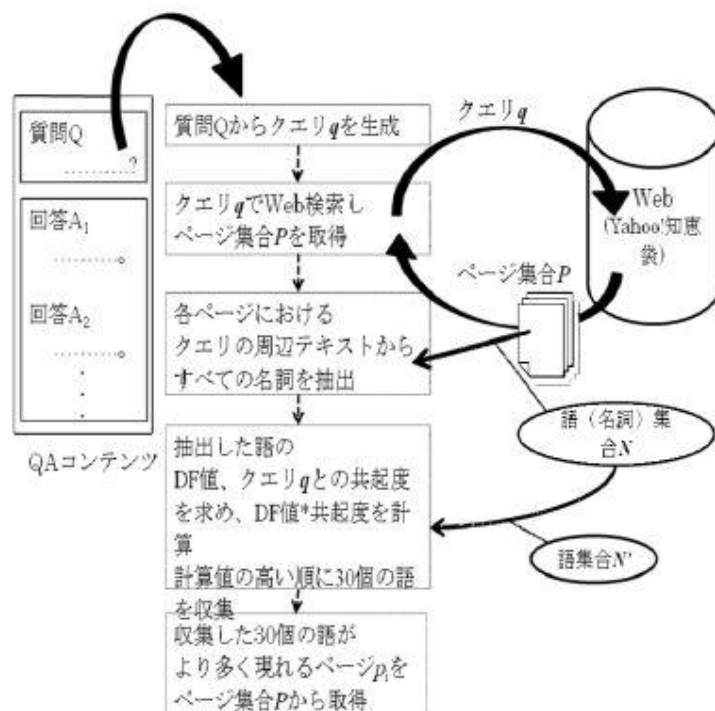 質問Q
?
回答A1
回答A2
QAコンテンツ
質問Qからクエリqを生成
クエリqでWeb検索し
ページ集合Pを取得
各ページにおける
クエリの周辺テキストから
すべての名詞を抽出
抽出した語の
DF値、クエリqとの共起度
を求め、DF値*共起度を計
算
計算値の高い順に30個の語
を収集
収集した30個の語が
より多く現れるページpiを
ページ集合Pから取得
クエリq
Web
(Yahoo!知恵
袋)
ページ集合P
語（名詞）集
合N
語集合N'